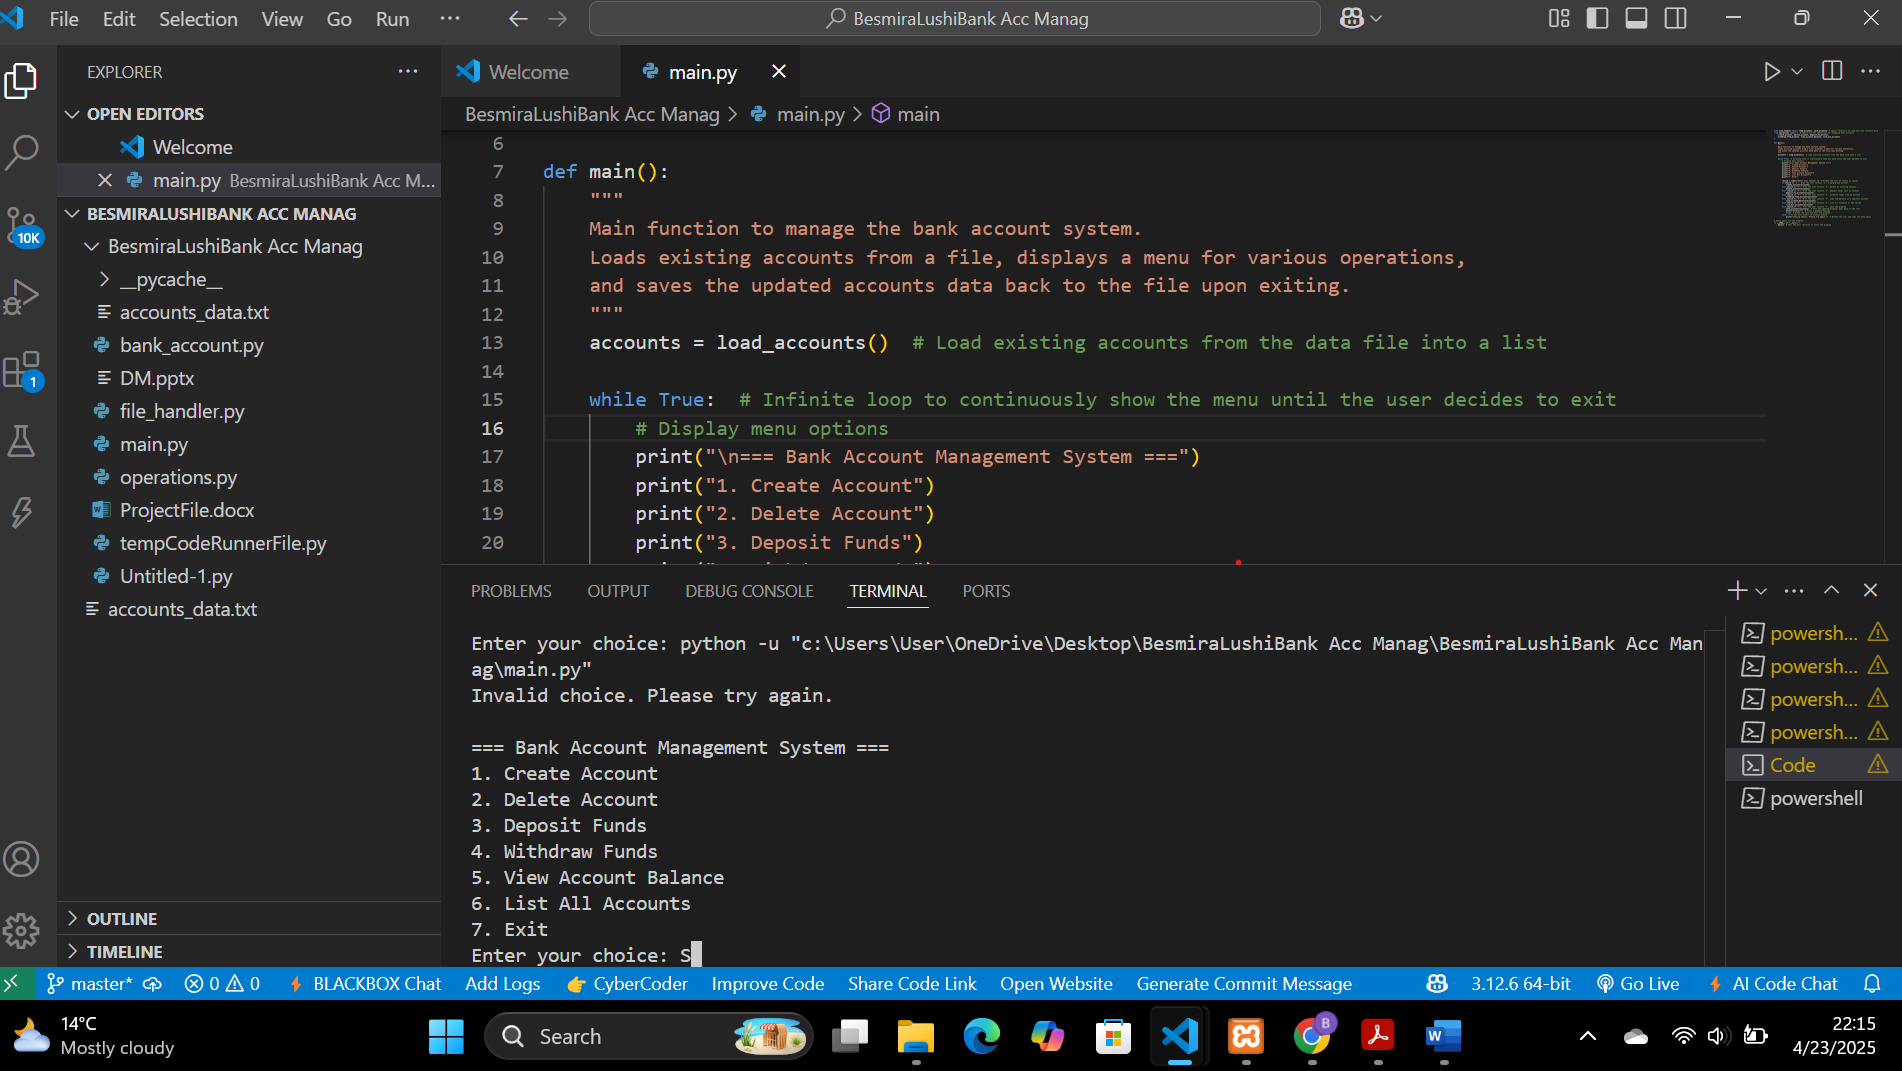 File Edit Selection View Go Run ···
BesmiraLushiBank Acc Manag
EXPLORER
OPEN EDITORS
Welcome
main.py BesmiraLushiBank Acc M...
BESMIRALUSHIBANK ACC MANAG
BesmiraLushiBank Acc Manag
__pycache__
accounts_data.txt
bank_account.py
DM.pptx
file_handler.py
main.py
operations.py
ProjectFile.docx
tempCodeRunnerFile.py
Untitled-1.py
accounts_data.txt
OUTLINE
TIMELINE
10K
1
Welcome main.py
BesmiraLushiBank Acc Manag > main.py > main
6
7 def main():
8 """
9 Main function to manage the bank account system.
10 Loads existing accounts from a file, displays a menu for various operations,
11 and saves the updated accounts data back to the file upon exiting.
12 """
13 accounts = load_accounts() # Load existing accounts from the data file into a list
14
15 while True: # Infinite loop to continuously show the menu until the user decides to exit
16 # Display menu options
17 print("\n=== Bank Account Management System ===")
18 print("1. Create Account")
19 print("2. Delete Account")
20 print("3. Deposit Funds")
PROBLEMS OUTPUT DEBUG CONSOLE TERMINAL PORTS
Enter your choice: python -u "c:\Users\User\OneDrive\Desktop\BesmiraLushiBank Acc Manag\BesmiraLushiBank Acc Man
ag\main.py"
Invalid choice. Please try again.
=== Bank Account Management System ===
1. Create Account
2. Delete Account
3. Deposit Funds
4. Withdraw Funds
5. View Account Balance
6. List All Accounts
7. Exit
Enter your choice: S
powersh...
powersh...
powersh...
powersh...
Code
powershell
master* 0 0 BLACKBOX Chat Add Logs CyberCoder Improve Code Share Code Link Open Website Generate Commit Message 3.12.6 64-bit Go Live AI Code Chat
14°C
Mostly cloudy
Search
B
22:15
4/23/2025